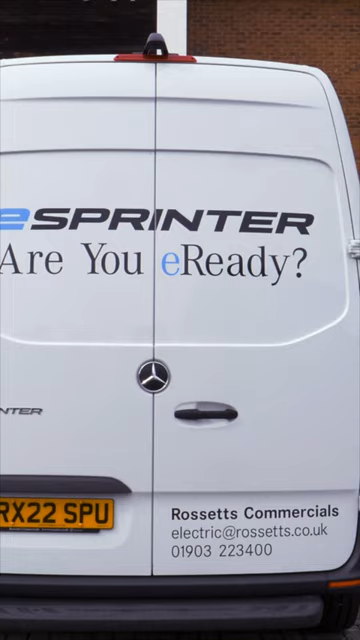 eSPRINTER
Are You eReady?
NTER
RX22 SPU
Rossetts Commercials
electric@rossetts.co.uk
01903 223400